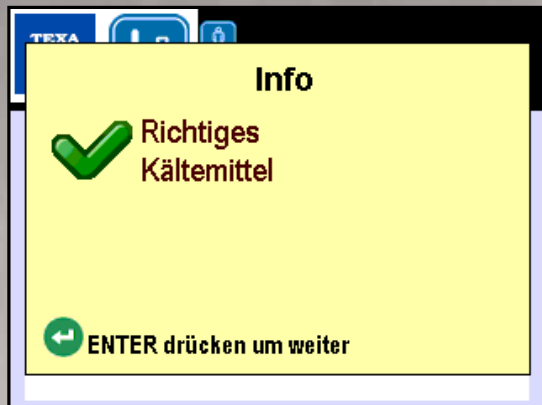 TEXA
Info
Richtiges
Kältemittel
ENTER drücken um weiter